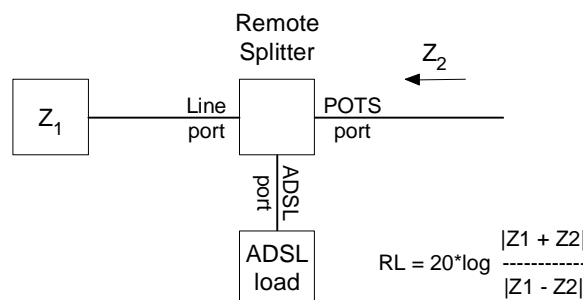 Remote
Splitter
Z2
Z1
Line
port
POTS
port
ADSL
port
ADSL
load
RL = 20*log |Z1 + Z2|
------------
|Z1 - Z2|